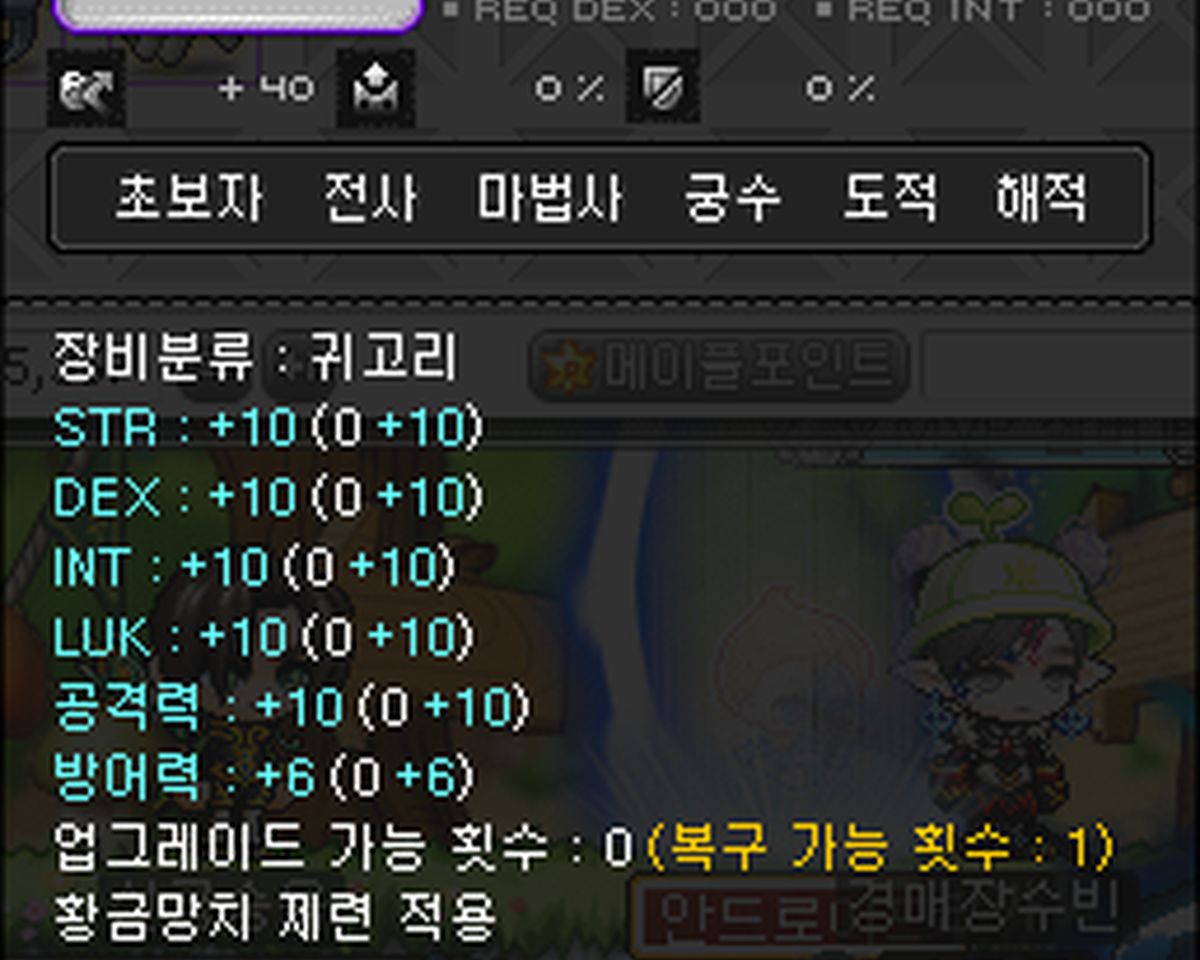 REQ DEX : 000 REQ INT : 000
+ 40 0 % 0 %
초보자 전사 마법사 궁수 도적 해적
장비분류 : 귀고리
메이플포인트
STR : +10 (0 +10)
DEX : +10 (0 +10)
INT : +10 (0 +10)
LUK : +10 (0 +10)
공격력 : +10 (0 +10)
방어력 : +6 (0 +6)
업그레이드 가능 횟수 : 0 (복구 가능 횟수 : 1)
황금망치 제련 적용
경매장수빈